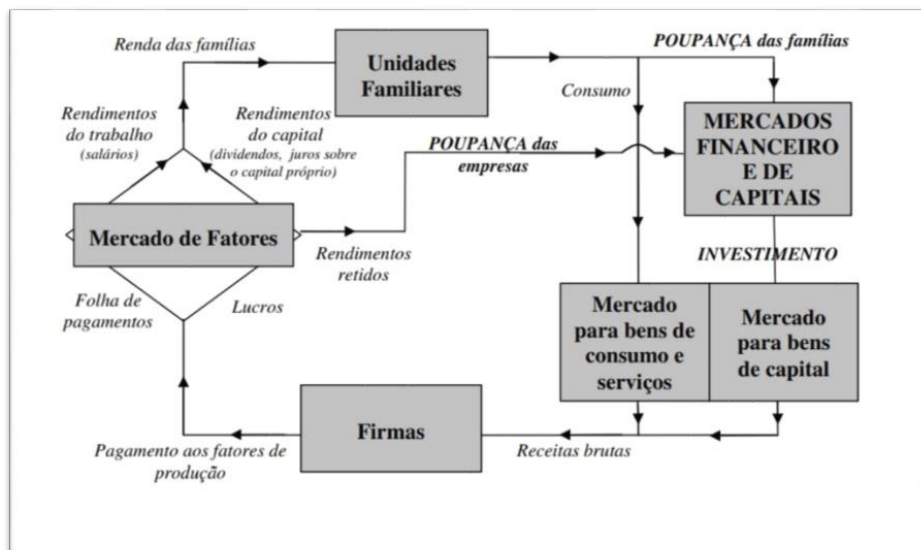 Renda das famílias
Unidades
Familiares
POUPANÇA das famílias
Consumo
Rendimentos
do trabalho
(salários)
Rendimentos
do capital
(dividendos, juros sobre
o capital próprio)
POUPANÇA das
empresas
MERCADOS
FINANCEIRO
E DE
CAPITAIS
Mercado de Fatores
Rendimentos
retidos
INVESTIMENTO
Folha de
pagamentos
Lucros
Mercado
para bens de
consumo e
serviços
Mercado
para bens
de capital
Firmas
Pagamento aos fatores de
produção
Receitas brutas